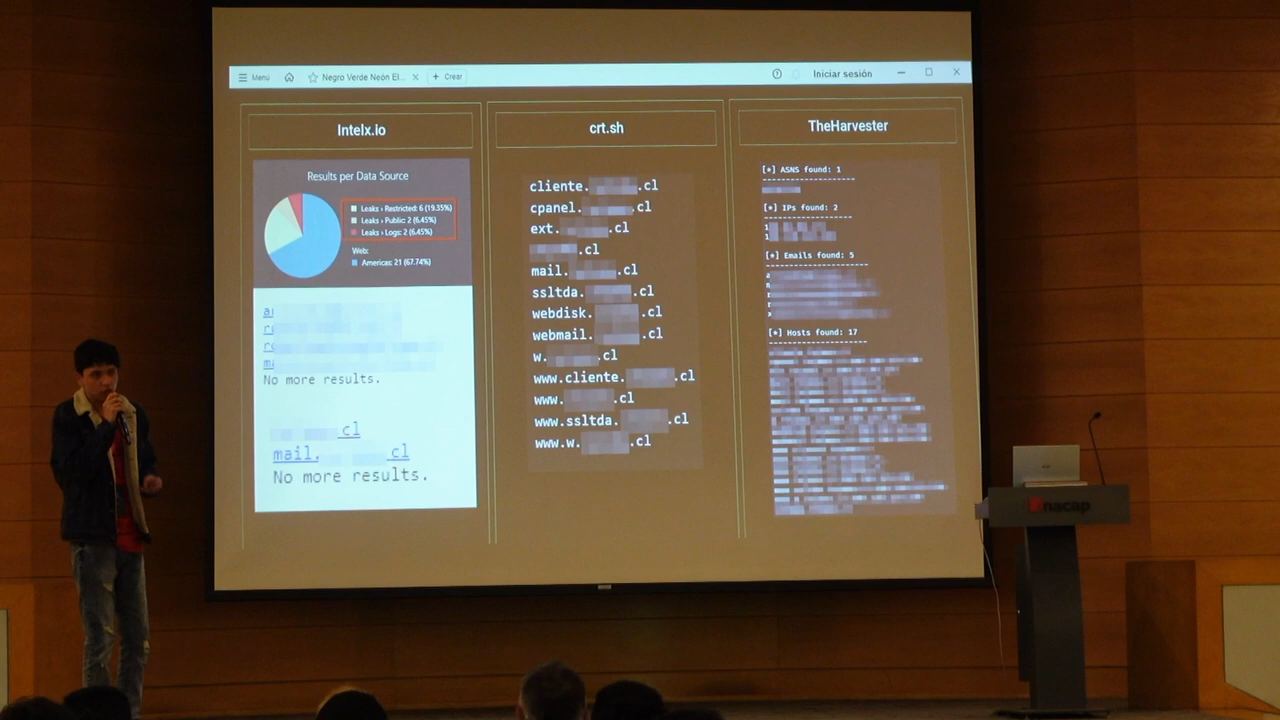 Menú
Negro Verde Neón El...
Crear
Iniciar sesión
Intelx.io
Results per Data Source
Leaks › Restricted: 6 (19.35%)
Leaks › Public: 2 (6.45%)
Leaks › Logs: 2 (6.45%)
Web:
Americas: 21 (67.74%)
No more results.
cl
mail. cl
No more results.
crt.sh
cliente. .cl
cpanel. .cl
ext. .cl
.cl
mail. .cl
ssltda. .cl
webdisk. .cl
webmail. .cl
w. .cl
www.cliente. .cl
www. .cl
www.ssltda. .cl
www.w. .cl
TheHarvester
[*] ASNS found: 1
[*] IPs found: 2
[*] Emails found: 5
[*] Hosts found: 17
inacap